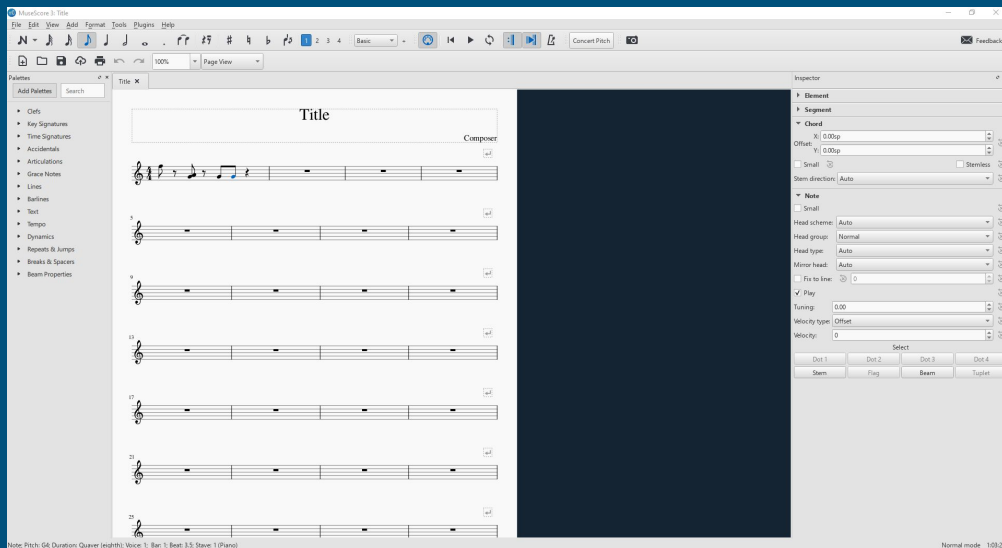 MuseScore 3: Title
File Edit View Add Format Tools Plugins Help
1 2 3 4 Basic Concert Pitch Feedback
100% Page View
Palettes
Add Palettes Search
Clefs
Key Signatures
Time Signatures
Accidentals
Articulations
Grace Notes
Lines
Barlines
Text
Tempo
Dynamics
Repeats & Jumps
Breaks & Spacers
Beam Properties
Title
Title
Composer
4
4
5
9
13
17
21
25
Inspector
Element
Segment
Chord
X: 0.00sp
Offset:
Y: 0.00sp
Small Stemless
Stem direction: Auto
Note
Small
Head scheme: Auto
Head group: Normal
Head type: Auto
Mirror head: Auto
Fix to line: 0
Play
Tuning: 0.00
Velocity type: Offset
Velocity: 0
Select
Dot 1 Dot 2 Dot 3 Dot 4
Stem Flag Beam Tuplet
Note: Pitch: G4: Duration: Quaver (eighth): Voice: 1: Bar: 1: Beat: 3.5: Stave: 1 (Piano) Normal mode